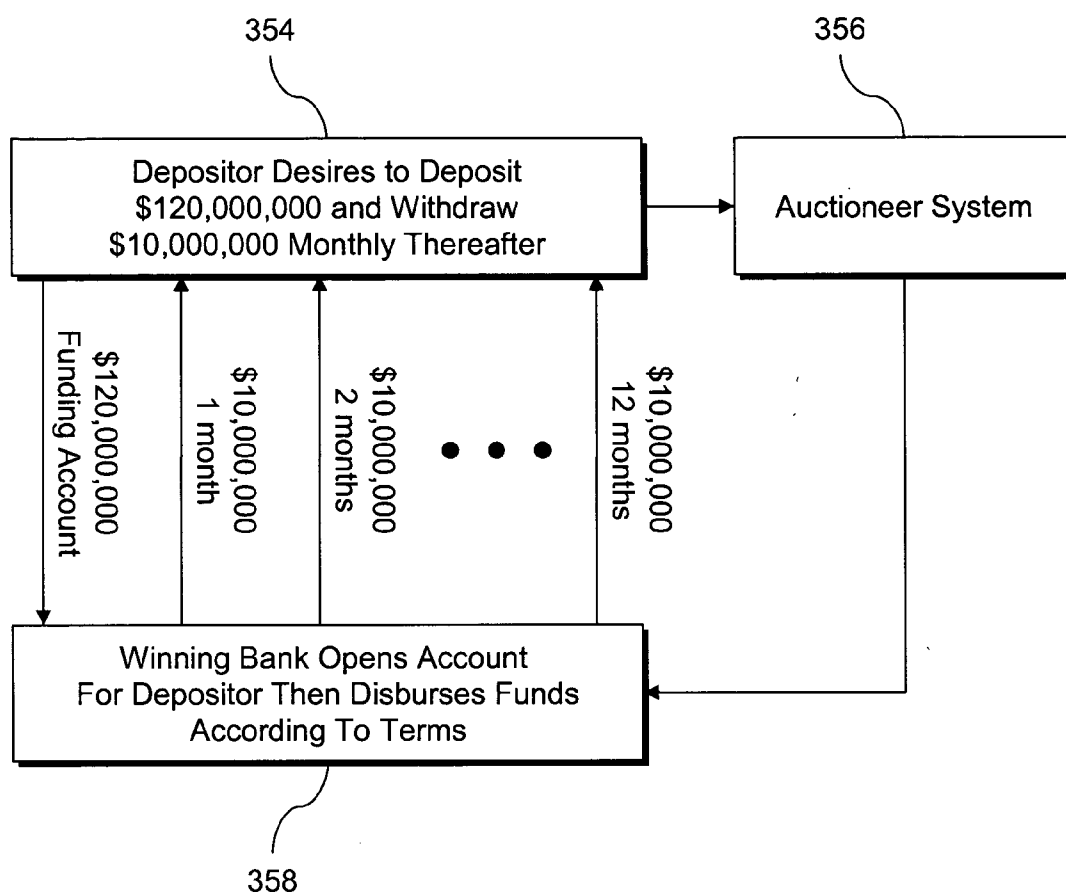 354
356
Depositor Desires to Deposit
$120,000,000 and Withdraw
$10,000,000 Monthly Thereafter
Auctioneer System
$120,000,000
Funding Account
$10,000,000
1 month
$10,000,000
2 months
$10,000,000
12 months
Winning Bank Opens Account
For Depositor Then Disburses Funds
According To Terms
358